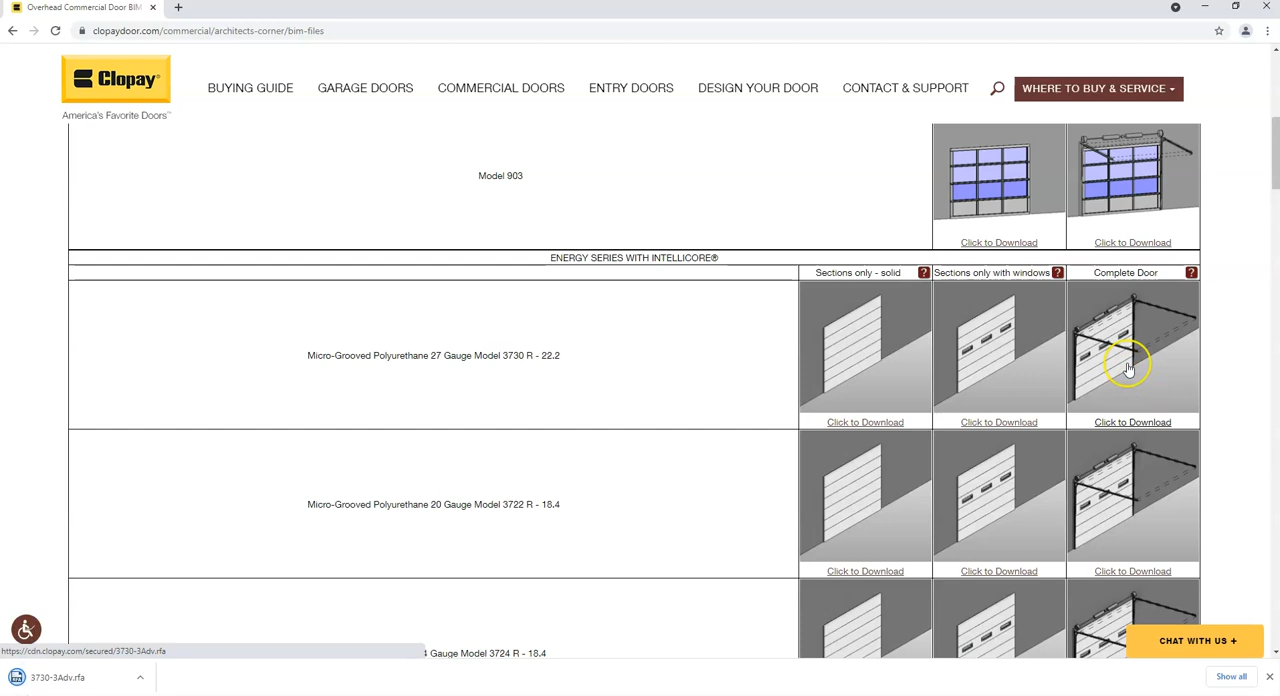 Overhead Commercial Door BIM
clopaydoor.com/commercial/architects-corner/bim-files
Clopay®
America's Favorite Doors™
BUYING GUIDE
GARAGE DOORS
COMMERCIAL DOORS
ENTRY DOORS
DESIGN YOUR DOOR
CONTACT & SUPPORT
WHERE TO BUY & SERVICE
Model 903
Click to Download
Click to Download
ENERGY SERIES WITH INTELLICORE®
Sections only - solid ?
Sections only with windows ?
Complete Door ?
Micro-Grooved Polyurethane 27 Gauge Model 3730 R - 22.2
Click to Download
Click to Download
Click to Download
Micro-Grooved Polyurethane 20 Gauge Model 3722 R - 18.4
Click to Download
Click to Download
Click to Download
4 Gauge Model 3724 R - 18.4
CHAT WITH US +
https://cdn.clopay.com/secured/3730-3Adv.rfa
3730-3Adv.rfa
Show all